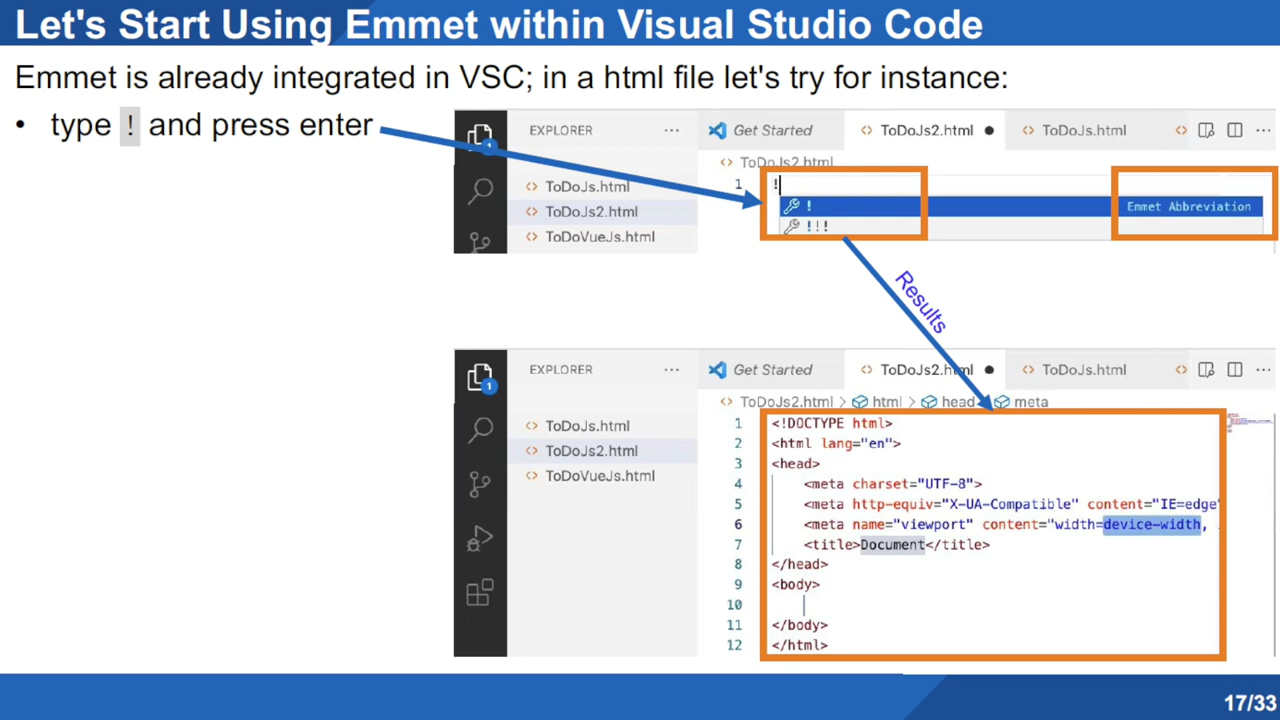 Let's Start Using Emmet within Visual Studio Code
Emmet is already integrated in VSC; in a html file let's try for instance:
• type ! and press enter
EXPLORER ···
Get Started
<> ToDoJs2.html ●
<> ToDoJs.html
<> ···
1
<> ToDoJs2.html
<> ToDoJs.html
<> ToDoJs2.html
<> ToDoVueJs.html
1 !
! Emmet Abbreviation
!!!
Results
EXPLORER ···
Get Started
<> ToDoJs2.html ●
<> ToDoJs.html
<> ···
1
<> ToDoJs2.html > html > head > meta
<> ToDoJs.html
<> ToDoJs2.html
<> ToDoVueJs.html
1 <!DOCTYPE html>
2 <html lang="en">
3 <head>
4 <meta charset="UTF-8">
5 <meta http-equiv="X-UA-Compatible" content="IE=edge"
6 <meta name="viewport" content="width=device-width,
7 <title>Document</title>
8 </head>
9 <body>
10
11 </body>
12 </html>
17/33